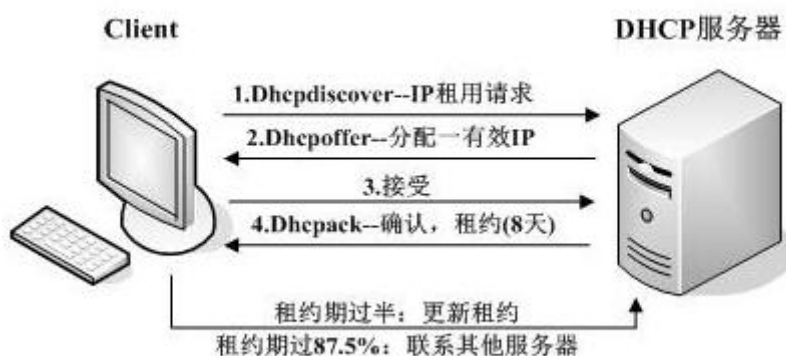 Client
DHCP服务器
1.Dhcpdiscover--IP租用请求
2.Dhcpoffer--分配一有效IP
3.接受
4.Dhcpack--确认，租约(8天)
租约期过半：更新租约
租约期过87.5%：联系其他服务器